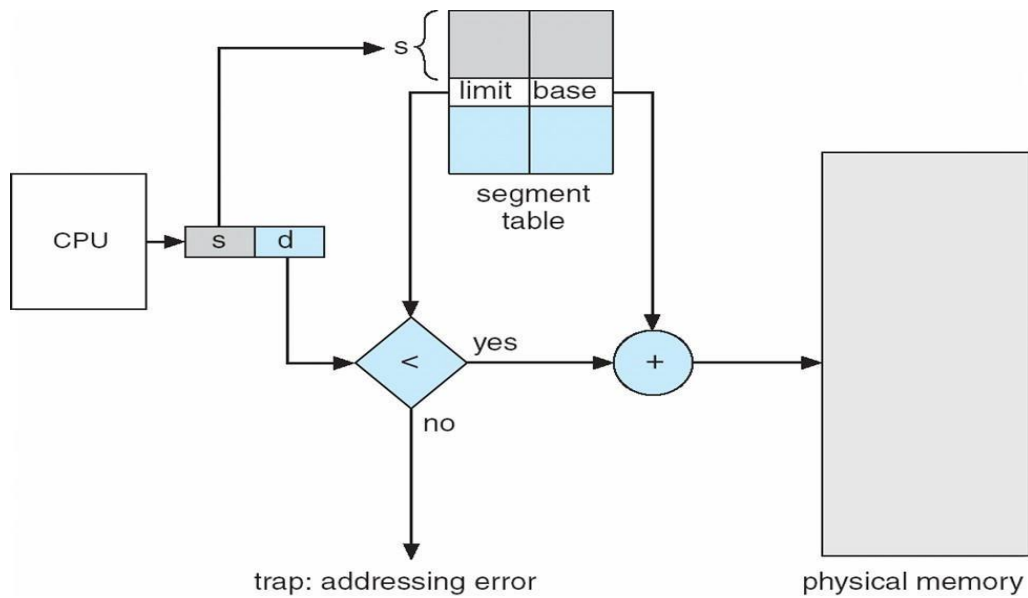 s
limit base
segment
table
CPU
s d
< yes +
no
trap: addressing error
physical memory